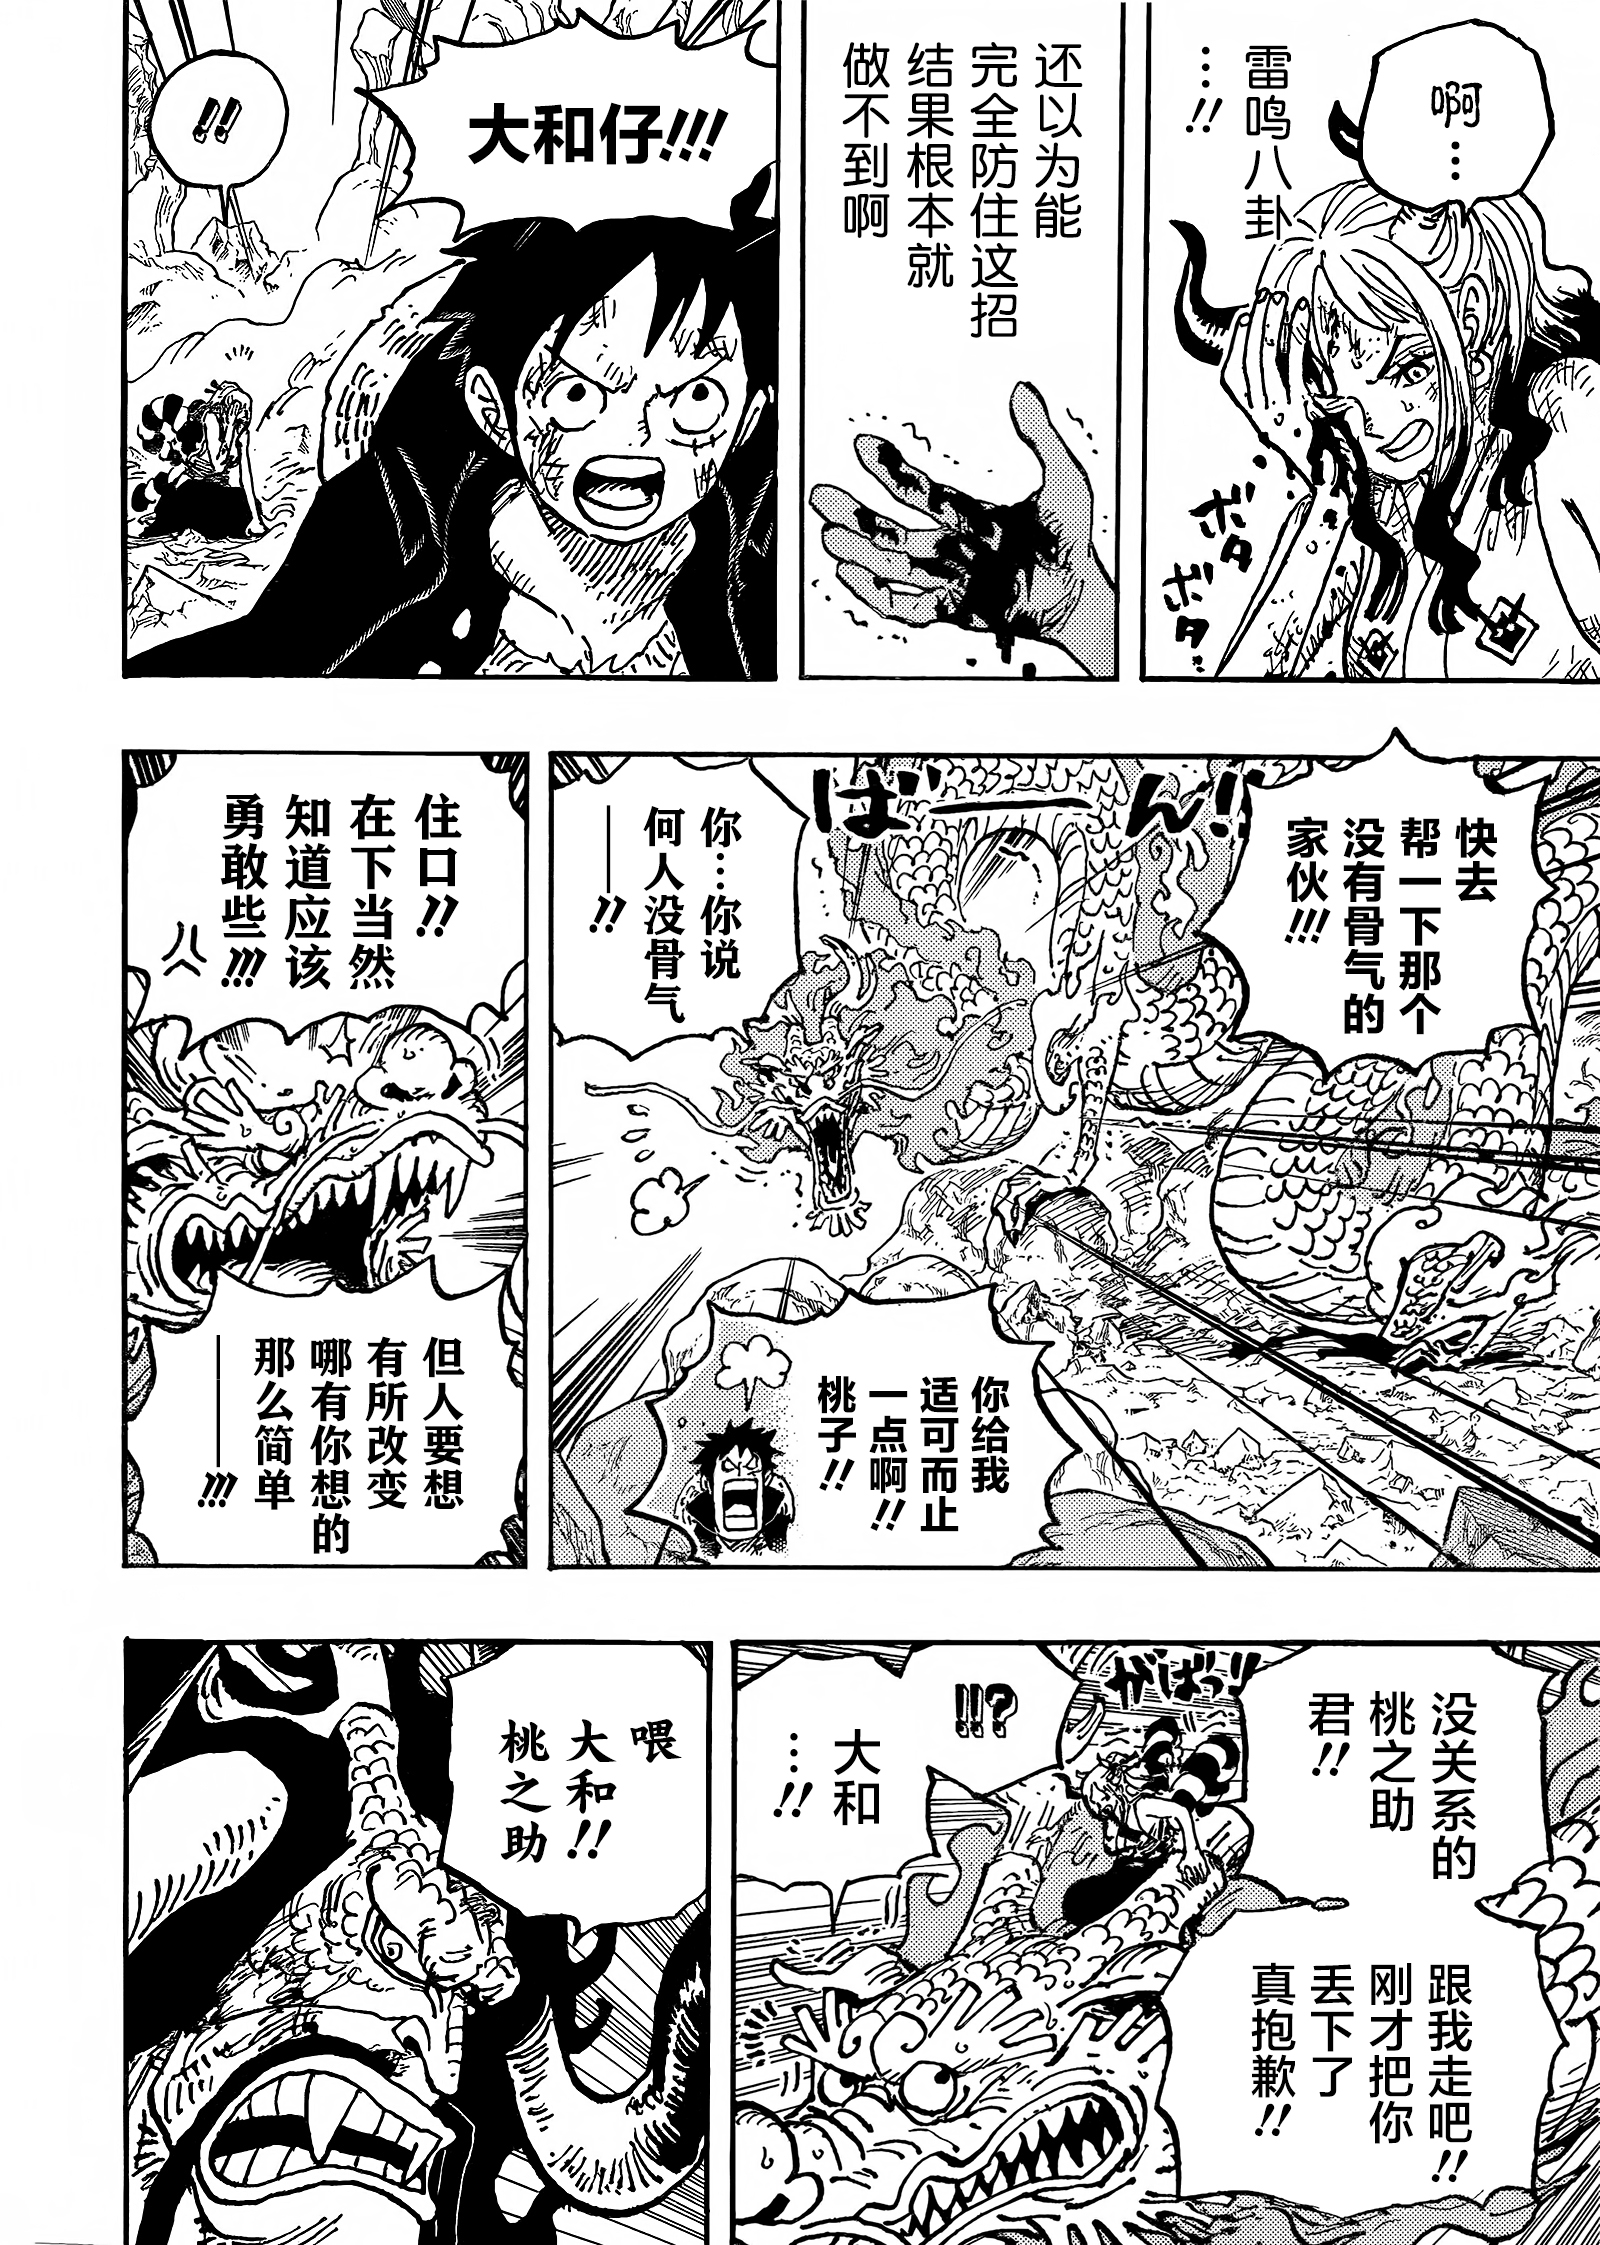 啊
…
雷鸣八卦
…!!
ボタ
ボタ…
还以为能
完全防住这招
结果根本就
做不到啊
大和仔!!!
!!
快去
帮一下那个
没有骨气的
家伙!!!
ばーーん!!
你…你说
何人没骨气
——!!
你给我
适可而止
一点啊!!
桃子!!
住口!!
在下当然
知道应该
勇敢些!!!
但人要想
有所改变
哪有你想的
那么简单
——!!!
没关系的
桃之助
君!!
跟我走吧!!
刚才把你
丢下了
真抱歉!!
がばっ!!
!!?
大和
…!!
喂
大和!!
桃之助